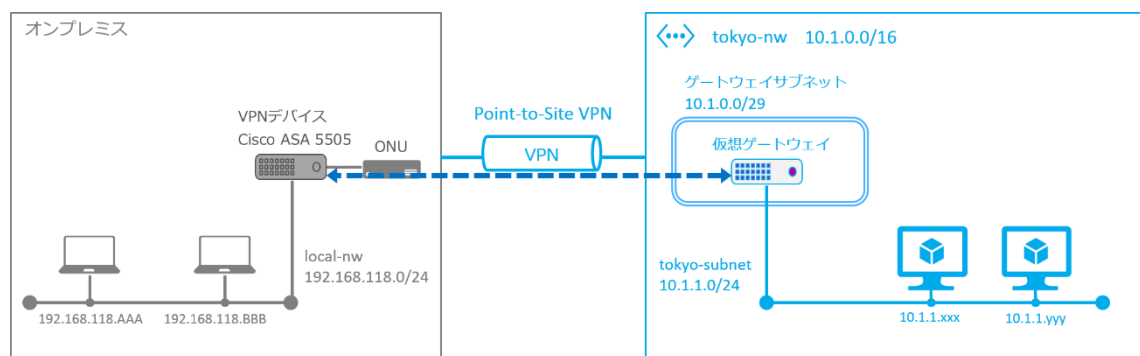 オンプレミス
VPNデバイス
Cisco ASA 5505
ONU
local-nw
192.168.118.0/24
192.168.118.AAA
192.168.118.BBB
Point-to-Site VPN
VPN
tokyo-nw 10.1.0.0/16
ゲートウェイサブネット
10.1.0.0/29
仮想ゲートウェイ
tokyo-subnet
10.1.1.0/24
10.1.1.xxx
10.1.1.yyy